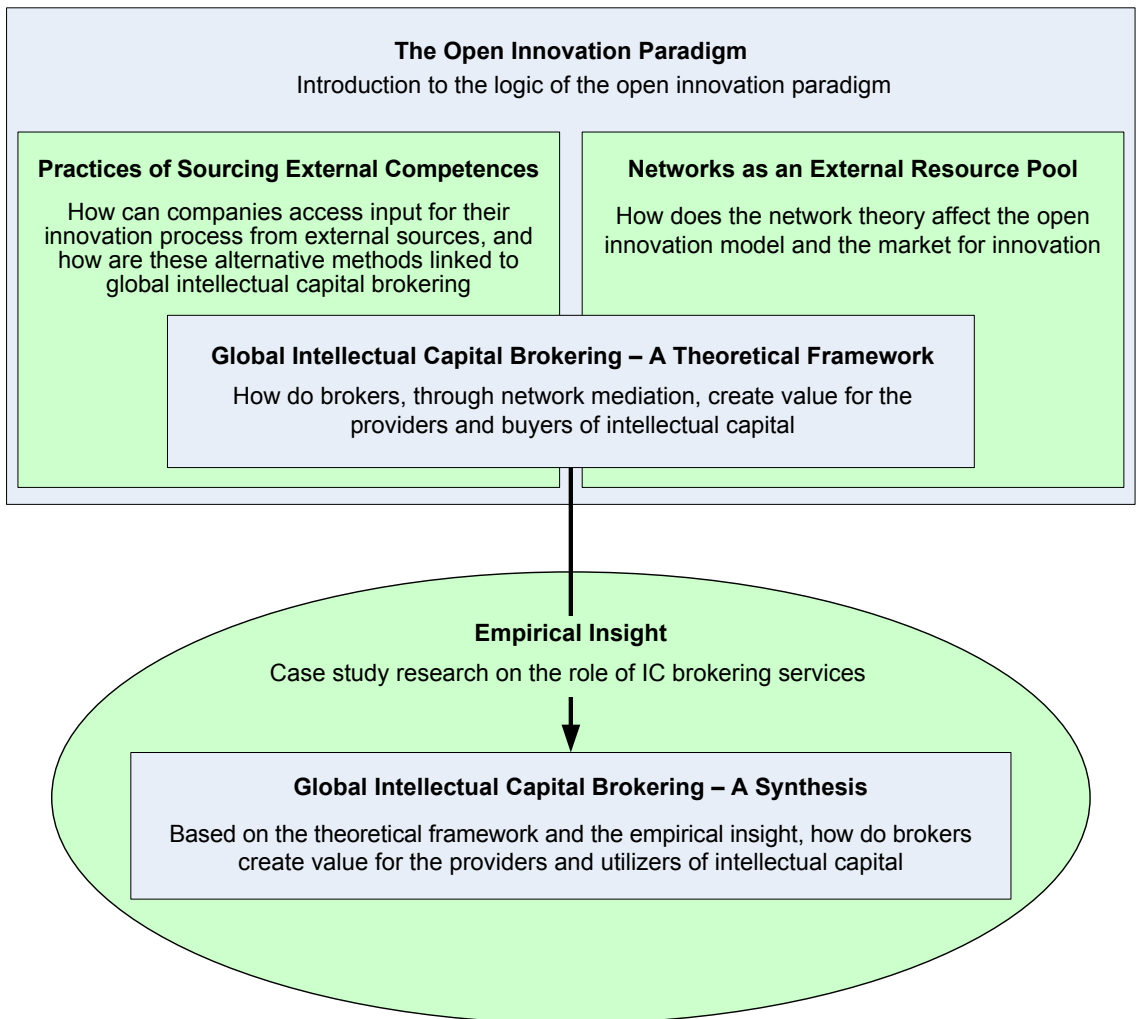 The Open Innovation Paradigm
Introduction to the logic of the open innovation paradigm
Practices of Sourcing External Competences
How can companies access input for their
innovation process from external sources, and
how are these alternative methods linked to
global intellectual capital brokering
Networks as an External Resource Pool
How does the network theory affect the open
innovation model and the market for innovation
Global Intellectual Capital Brokering – A Theoretical Framework
How do brokers, through network mediation, create value for the
providers and buyers of intellectual capital
Empirical Insight
Case study research on the role of IC brokering services
Global Intellectual Capital Brokering – A Synthesis
Based on the theoretical framework and the empirical insight, how do brokers
create value for the providers and utilizers of intellectual capital